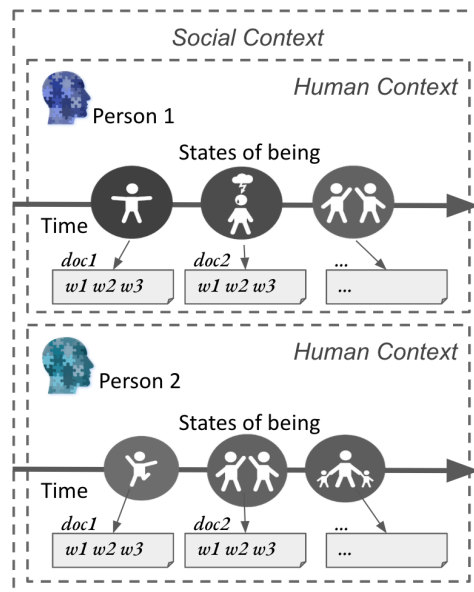 Social Context
Human Context
Person 1
States of being
Time
doc1 doc2 ...
w1 w2 w3 w1 w2 w3 ...
Human Context
Person 2
States of being
Time
doc1 doc2 ...
w1 w2 w3 w1 w2 w3 ...